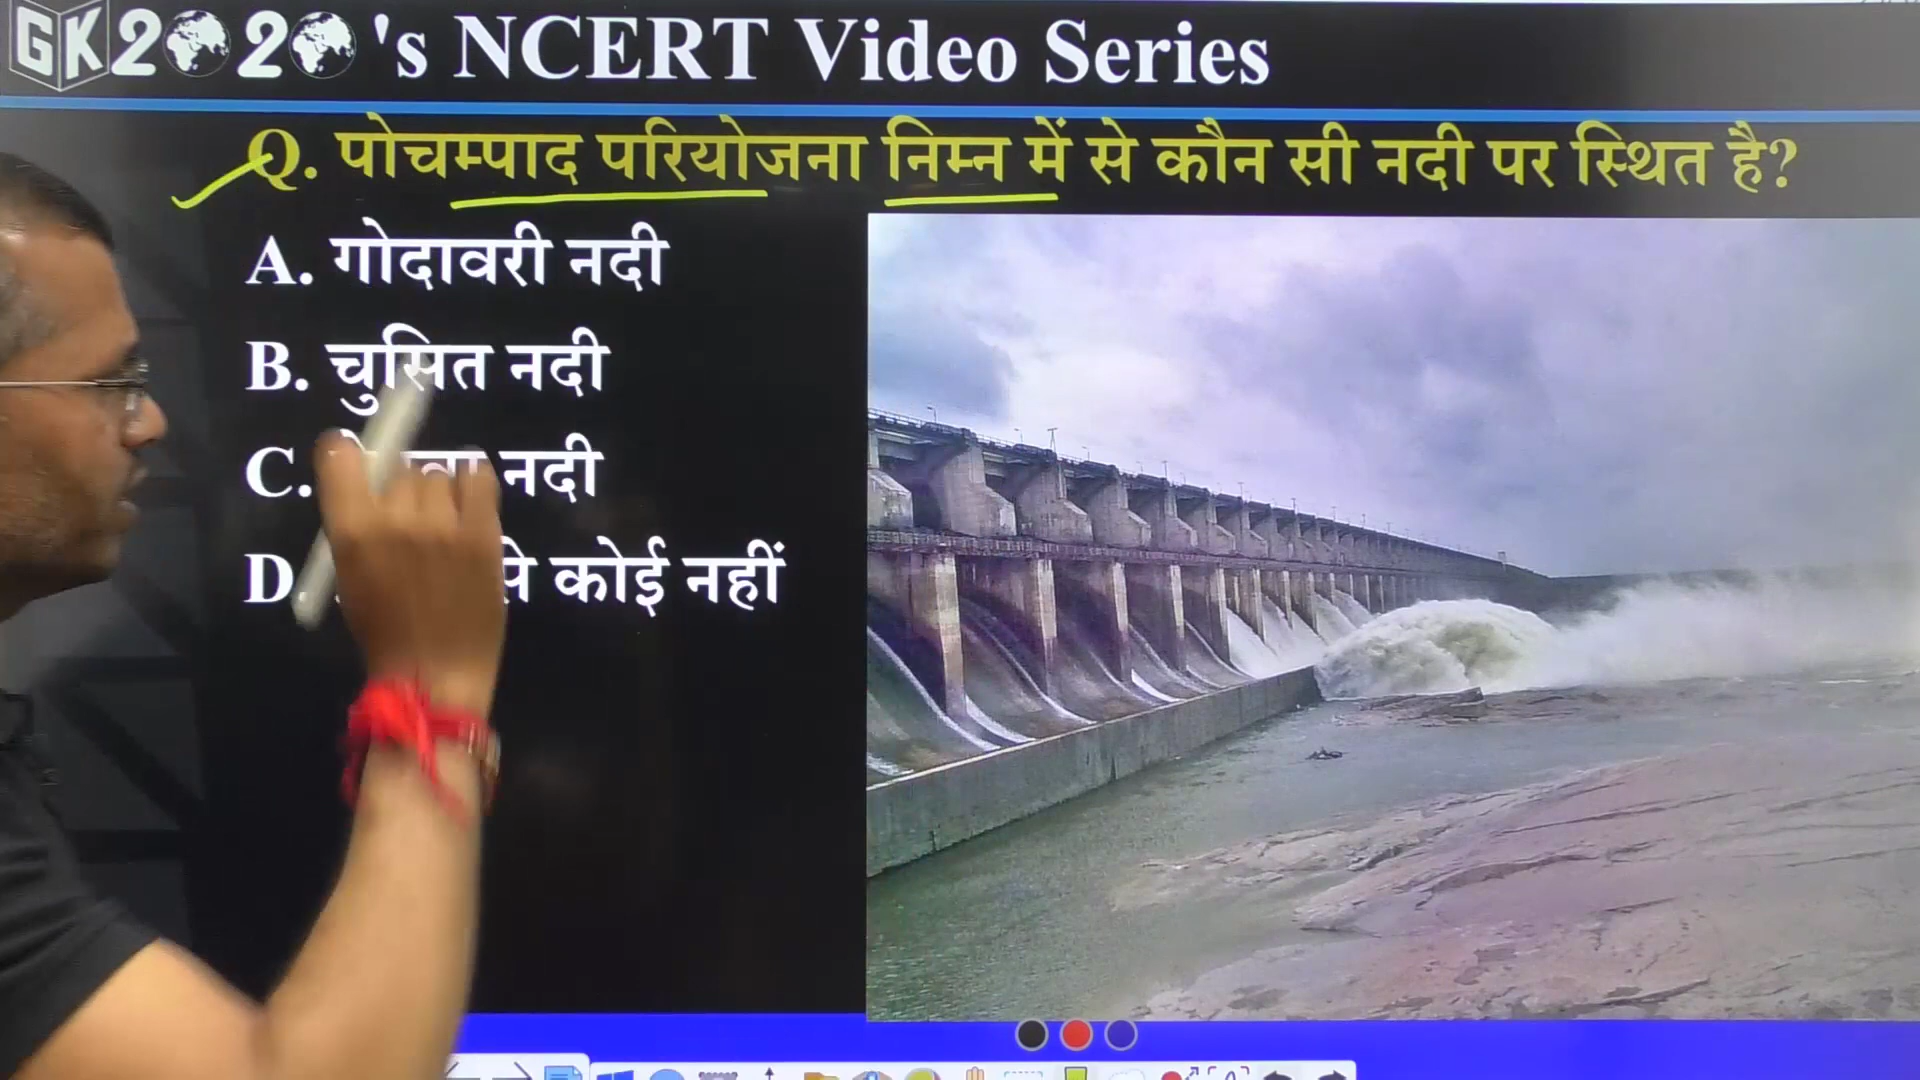 GK2020's NCERT Video Series
Q. पोचम्पाद परियोजना निम्न में से कौन सी नदी पर स्थित है?
A. गोदावरी नदी
B. चुसित नदी
C. नदी
D. से कोई नहीं